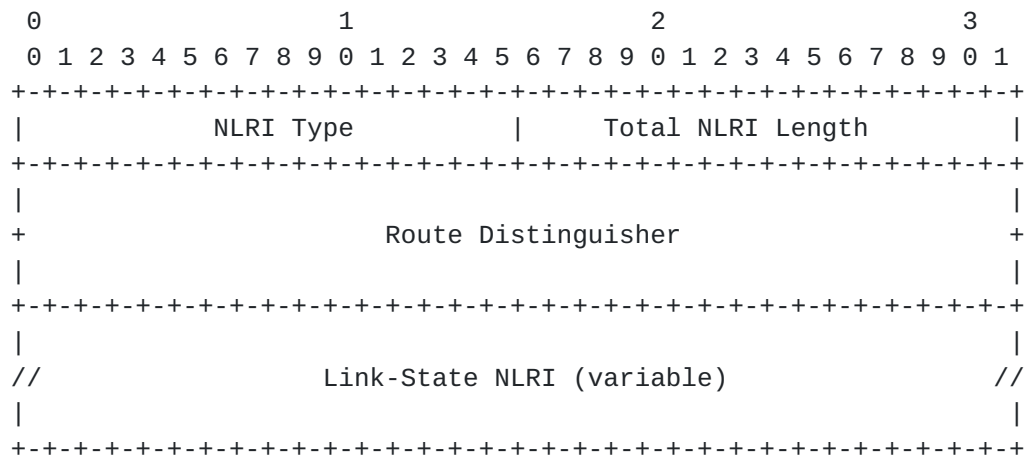 0                   1                   2                   3
 0 1 2 3 4 5 6 7 8 9 0 1 2 3 4 5 6 7 8 9 0 1 2 3 4 5 6 7 8 9 0 1
+-+-+-+-+-+-+-+-+-+-+-+-+-+-+-+-+-+-+-+-+-+-+-+-+-+-+-+-+-+-+-+-+
|            NLRI Type          |     Total NLRI Length         |
+-+-+-+-+-+-+-+-+-+-+-+-+-+-+-+-+-+-+-+-+-+-+-+-+-+-+-+-+-+-+-+-+
|                                                               |
+                       Route Distinguisher                     +
|                                                               |
+-+-+-+-+-+-+-+-+-+-+-+-+-+-+-+-+-+-+-+-+-+-+-+-+-+-+-+-+-+-+-+-+
|                                                               |
//                  Link-State NLRI (variable)                 //
|                                                               |
+-+-+-+-+-+-+-+-+-+-+-+-+-+-+-+-+-+-+-+-+-+-+-+-+-+-+-+-+-+-+-+-+